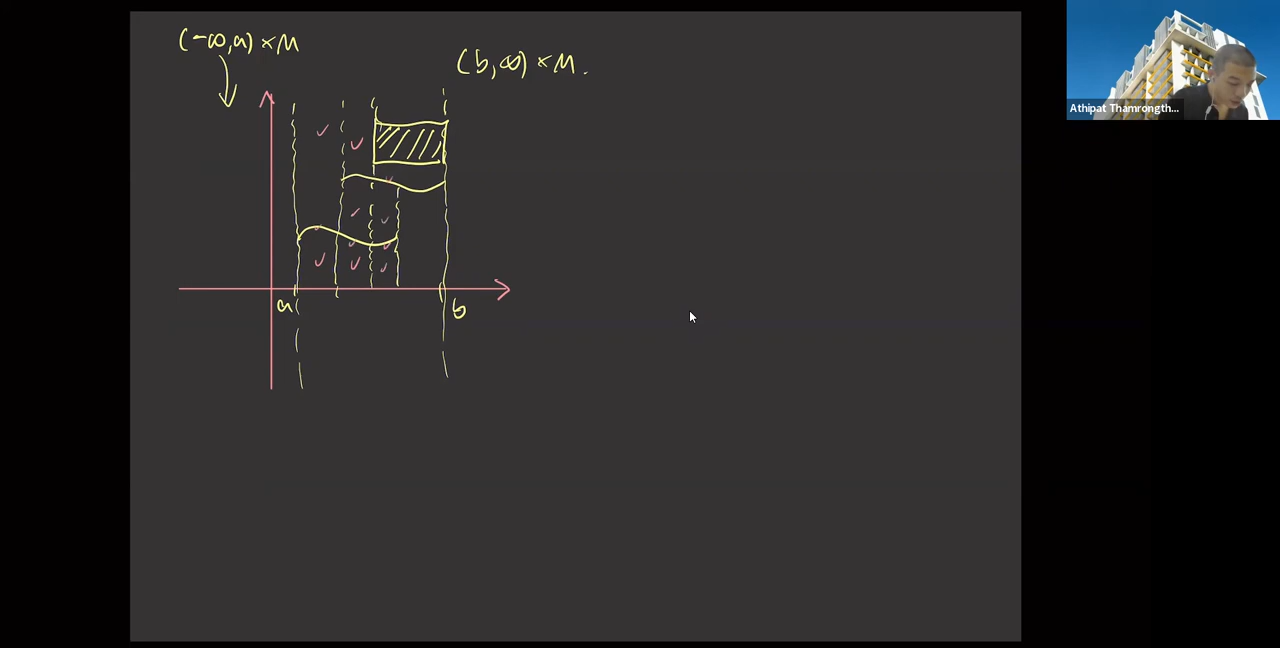 (-∞, a) × M
(b, ∞) × M.
Athipat Thamrongth...
a
b